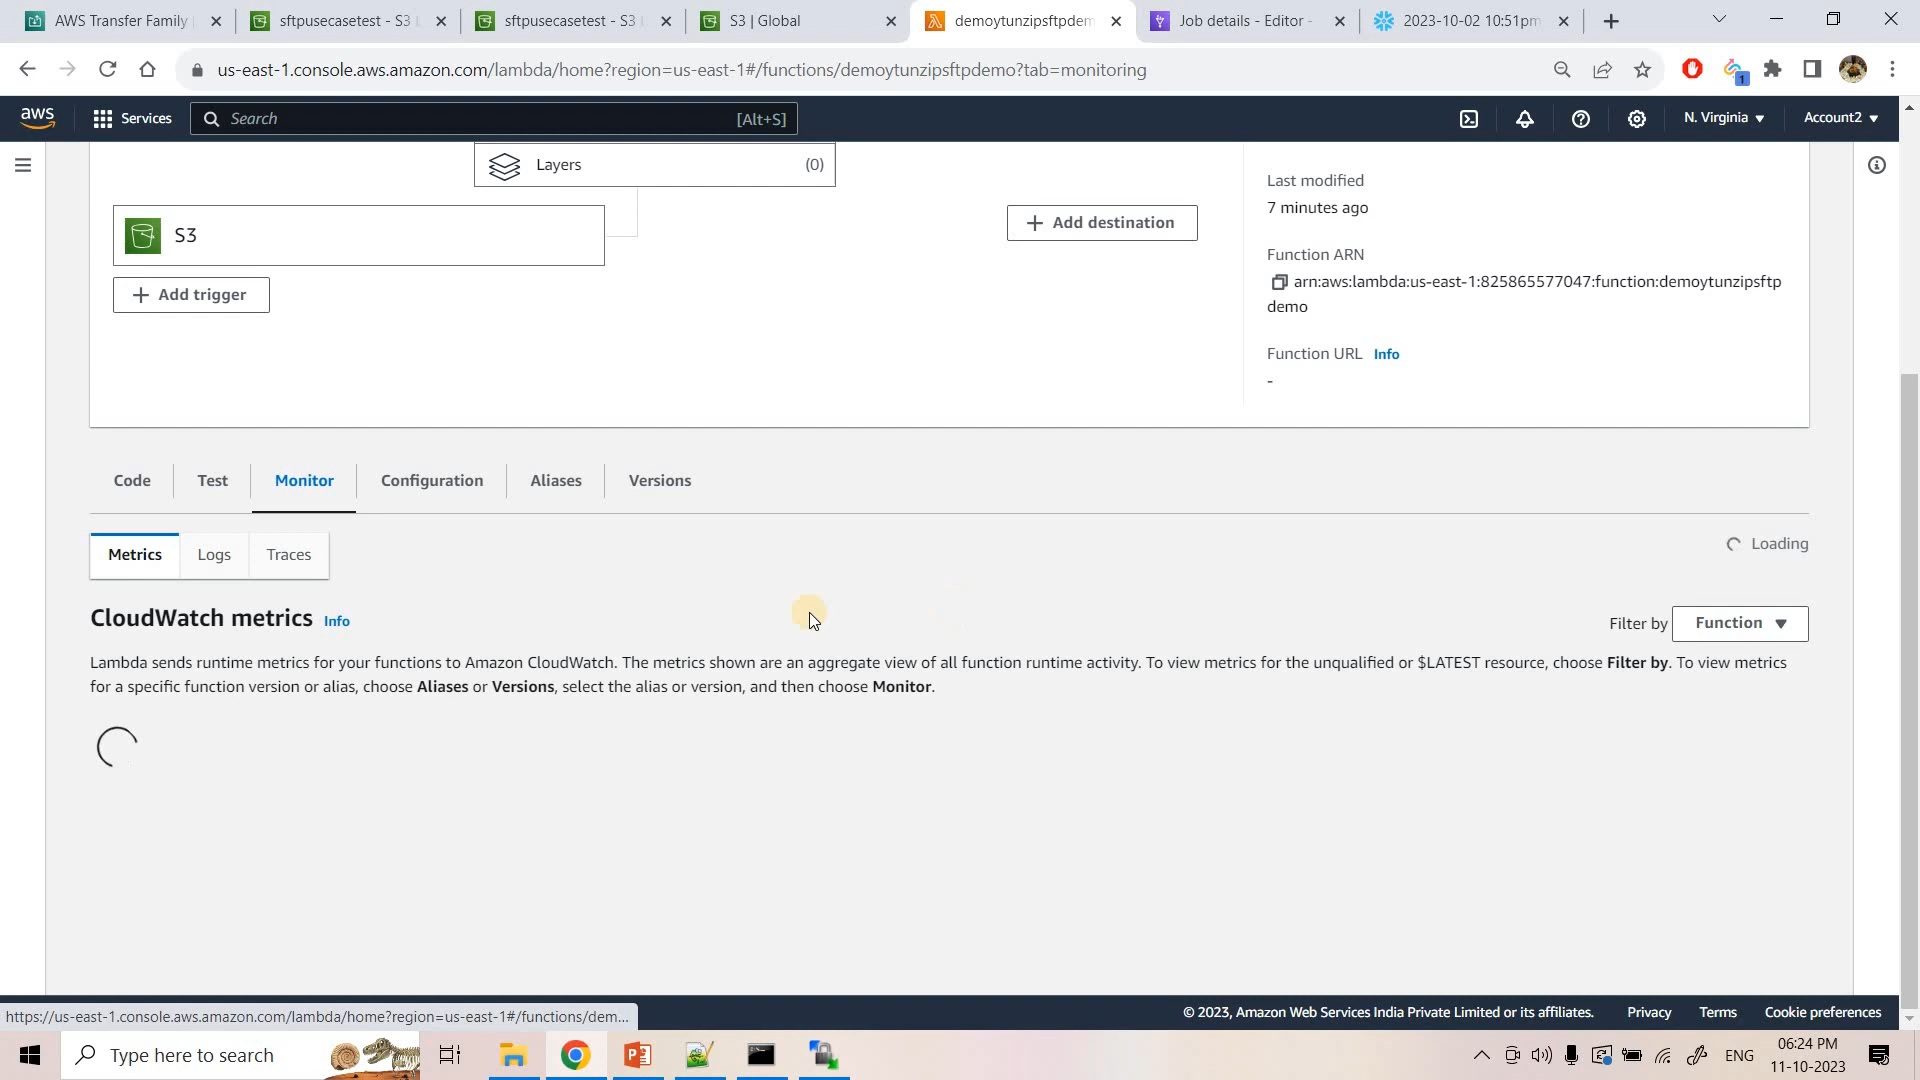 AWS Transfer Family
sftpusecasetest - S3
sftpusecasetest - S3
S3 | Global
demoytunzipsftpdem
Job details - Editor -
2023-10-02 10:51pm
us-east-1.console.aws.amazon.com/lambda/home?region=us-east-1#/functions/demoytunzipsftpdemo?tab=monitoring
1
aws
Services
Search
[Alt+S]
N. Virginia
Account2
Layers
(0)
S3
Add trigger
Add destination
Last modified
7 minutes ago
Function ARN
arn:aws:lambda:us-east-1:825865577047:function:demoytunzipsftp
demo
Function URL Info
-
Code
Test
Monitor
Configuration
Aliases
Versions
Metrics
Logs
Traces
Loading
CloudWatch metrics Info
Filter by
Function
Lambda sends runtime metrics for your functions to Amazon CloudWatch. The metrics shown are an aggregate view of all function runtime activity. To view metrics for the unqualified or $LATEST resource, choose Filter by. To view metrics
for a specific function version or alias, choose Aliases or Versions, select the alias or version, and then choose Monitor.
https://us-east-1.console.aws.amazon.com/lambda/home?region=us-east-1#/functions/dem...
© 2023, Amazon Web Services India Private Limited or its affiliates.
Privacy
Terms
Cookie preferences
Type here to search
ENG
06:24 PM
11-10-2023